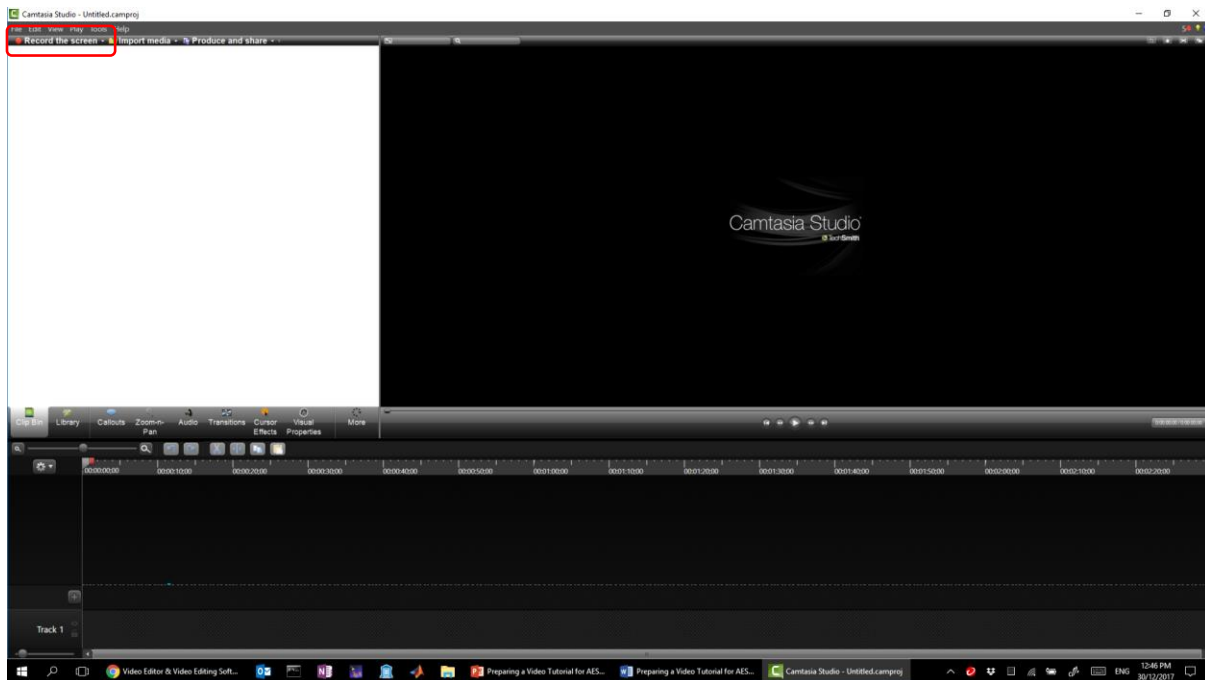 Camtasia Studio - Untitled.camproj
File Edit View Play Tools Help
Record the screen Import media Produce and share
Camtasia Studio
TechSmith
Clip Bin Library Callouts Zoom-n-Pan Audio Transitions Cursor Effects Visual Properties More
00:00:00;00 00:00:10;00 00:00:20;00 00:00:30;00 00:00:40;00 00:00:50;00 00:01:00;00 00:01:10;00 00:01:20;00 00:01:30;00 00:01:40;00 00:01:50;00 00:02:00;00 00:02:10;00 00:02:20;00
Track 1
Video Editor & Video Editing Soft... Preparing a Video Tutorial for AES... Preparing a Video Tutorial for AES... Camtasia Studio - Untitled.camproj ENG 12:46 PM
30/12/2017